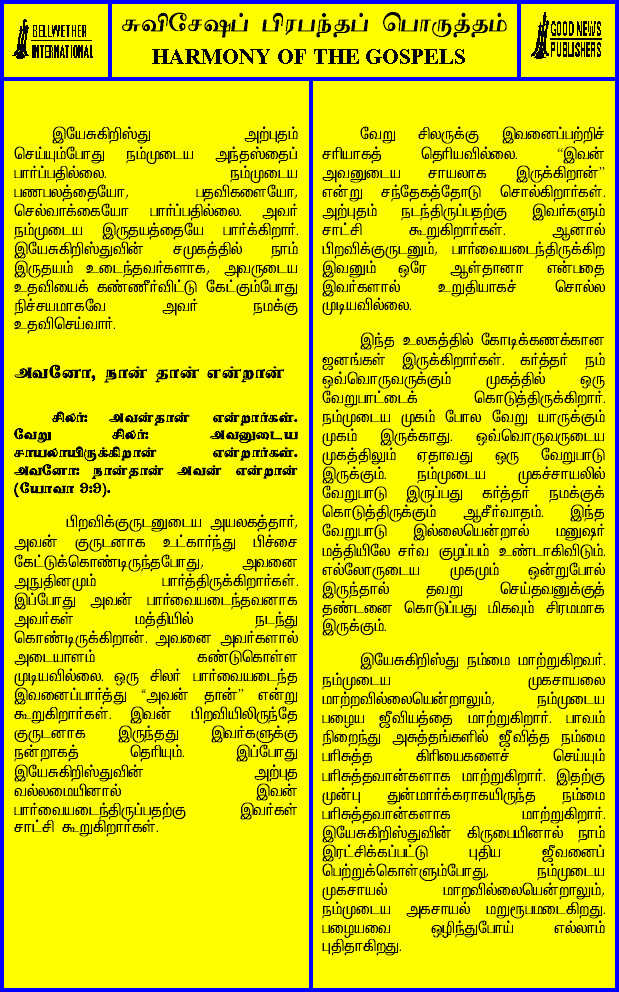 BELLWETHER
INTERNATIONAL
சுவிசேஷப் பிரபந்தப் பொருத்தம்
HARMONY OF THE GOSPELS
GOOD NEWS
PUBLISHERS
இயேசுகிறிஸ்து அற்புதம்
செய்யும்போது நம்முடைய அந்தஸ்தைப்
பார்ப்பதில்லை. நம்முடைய
பணபலத்தையோ, பதவிகளையோ,
செல்வாக்கையோ பார்ப்பதில்லை. அவர்
நம்முடைய இருதயத்தையே பார்க்கிறார்.
இயேசுகிறிஸ்துவின் சமுகத்தில் நாம்
இருதயம் உடைந்தவர்களாக, அவருடைய
உதவியைக் கண்ணீர்விட்டு கேட்கும்போது
நிச்சயமாகவே அவர் நமக்கு
உதவிசெய்வார்.
அவனோ, நான் தான் என்றான்
சிலர்: அவன்தான் என்றார்கள்.
வேறு சிலர்: அவனுடைய
சாயலாயிருக்கிறான் என்றார்கள்.
அவனோ: நான்தான் அவன் என்றான்
(யோவா 9:9).
பிறவிக்குருடனுடைய அயலகத்தார்,
அவன் குருடனாக உட்கார்ந்து பிச்சை
கேட்டுக்கொண்டிருந்தபோது, அவனை
அநுதினமும் பார்த்திருக்கிறார்கள்.
இப்போது அவன் பார்வையடைந்தவனாக
அவர்கள் மத்தியில் நடந்து
கொண்டிருக்கிறான். அவனை அவர்களால்
அடையாளம் கண்டுகொள்ள
முடியவில்லை. ஒரு சிலர் பார்வையடைந்த
இவனைப்பார்த்து “அவன் தான்” என்று
கூறுகிறார்கள். இவன் பிறவியிலிருந்தே
குருடனாக இருந்தது இவர்களுக்கு
நன்றாகத் தெரியும். இப்போது
இயேசுகிறிஸ்துவின் அற்புத
வல்லமையினால் இவன்
பார்வையடைந்திருப்பதற்கு இவர்கள்
சாட்சி கூறுகிறார்கள்.
வேறு சிலருக்கு இவனைப்பற்றிச்
சரியாகத் தெரியவில்லை. “இவன்
அவனுடைய சாயலாக இருக்கிறான்”
என்று சந்தேகத்தோடு சொல்கிறார்கள்.
அற்புதம் நடந்திருப்பதற்கு இவர்களும்
சாட்சி கூறுகிறார்கள். ஆனால்
பிறவிக்குருடனும், பார்வையடைந்திருக்கிற
இவனும் ஒரே ஆள்தானா என்பதை
இவர்களால் உறுதியாகச் சொல்ல
முடியவில்லை.
இந்த உலகத்தில் கோடிக்கணக்கான
ஜனங்கள் இருக்கிறார்கள். கர்த்தர் நம்
ஒவ்வொருவருக்கும் முகத்தில் ஒரு
வேறுபாட்டைக் கொடுத்திருக்கிறார்.
நம்முடைய முகம் போல வேறு யாருக்கும்
முகம் இருக்காது. ஒவ்வொருவருடைய
முகத்திலும் ஏதாவது ஒரு வேறுபாடு
இருக்கும். நம்முடைய முகச்சாயலில்
வேறுபாடு இருப்பது கர்த்தர் நமக்குக்
கொடுத்திருக்கும் ஆசீர்வாதம். இந்த
வேறுபாடு இல்லையென்றால் மனுஷர்
மத்தியிலே சர்வ குழப்பம் உண்டாகிவிடும்.
எல்லோருடைய முகமும் ஒன்றுபோல்
இருந்தால் தவறு செய்தவனுக்குத்
தண்டனை கொடுப்பது மிகவும் சிரமமாக
இருக்கும்.
இயேசுகிறிஸ்து நம்மை மாற்றுகிறவர்.
நம்முடைய முகசாயலை
மாற்றவில்லையென்றாலும், நம்முடைய
பழைய ஜீவியத்தை மாற்றுகிறார். பாவம்
நிறைந்து அசுத்தங்களில் ஜீவித்த நம்மை
பரிசுத்த கிரியைகளைச் செய்யும்
பரிசுத்தவான்களாக மாற்றுகிறார். இதற்கு
முன்பு துன்மார்க்கராகயிருந்த நம்மை
பரிசுத்தவான்களாக மாற்றுகிறார்.
இயேசுகிறிஸ்துவின் கிருபையினால் நாம்
இரட்சிக்கப்பட்டு புதிய ஜீவனைப்
பெற்றுக்கொள்ளும்போது, நம்முடைய
முகசாயல் மாறவில்லையென்றாலும்,
நம்முடைய அகசாயல் மறுரூபமடைகிறது.
பழையவை ஒழிந்துபோய் எல்லாம்
புதிதாகிறது.